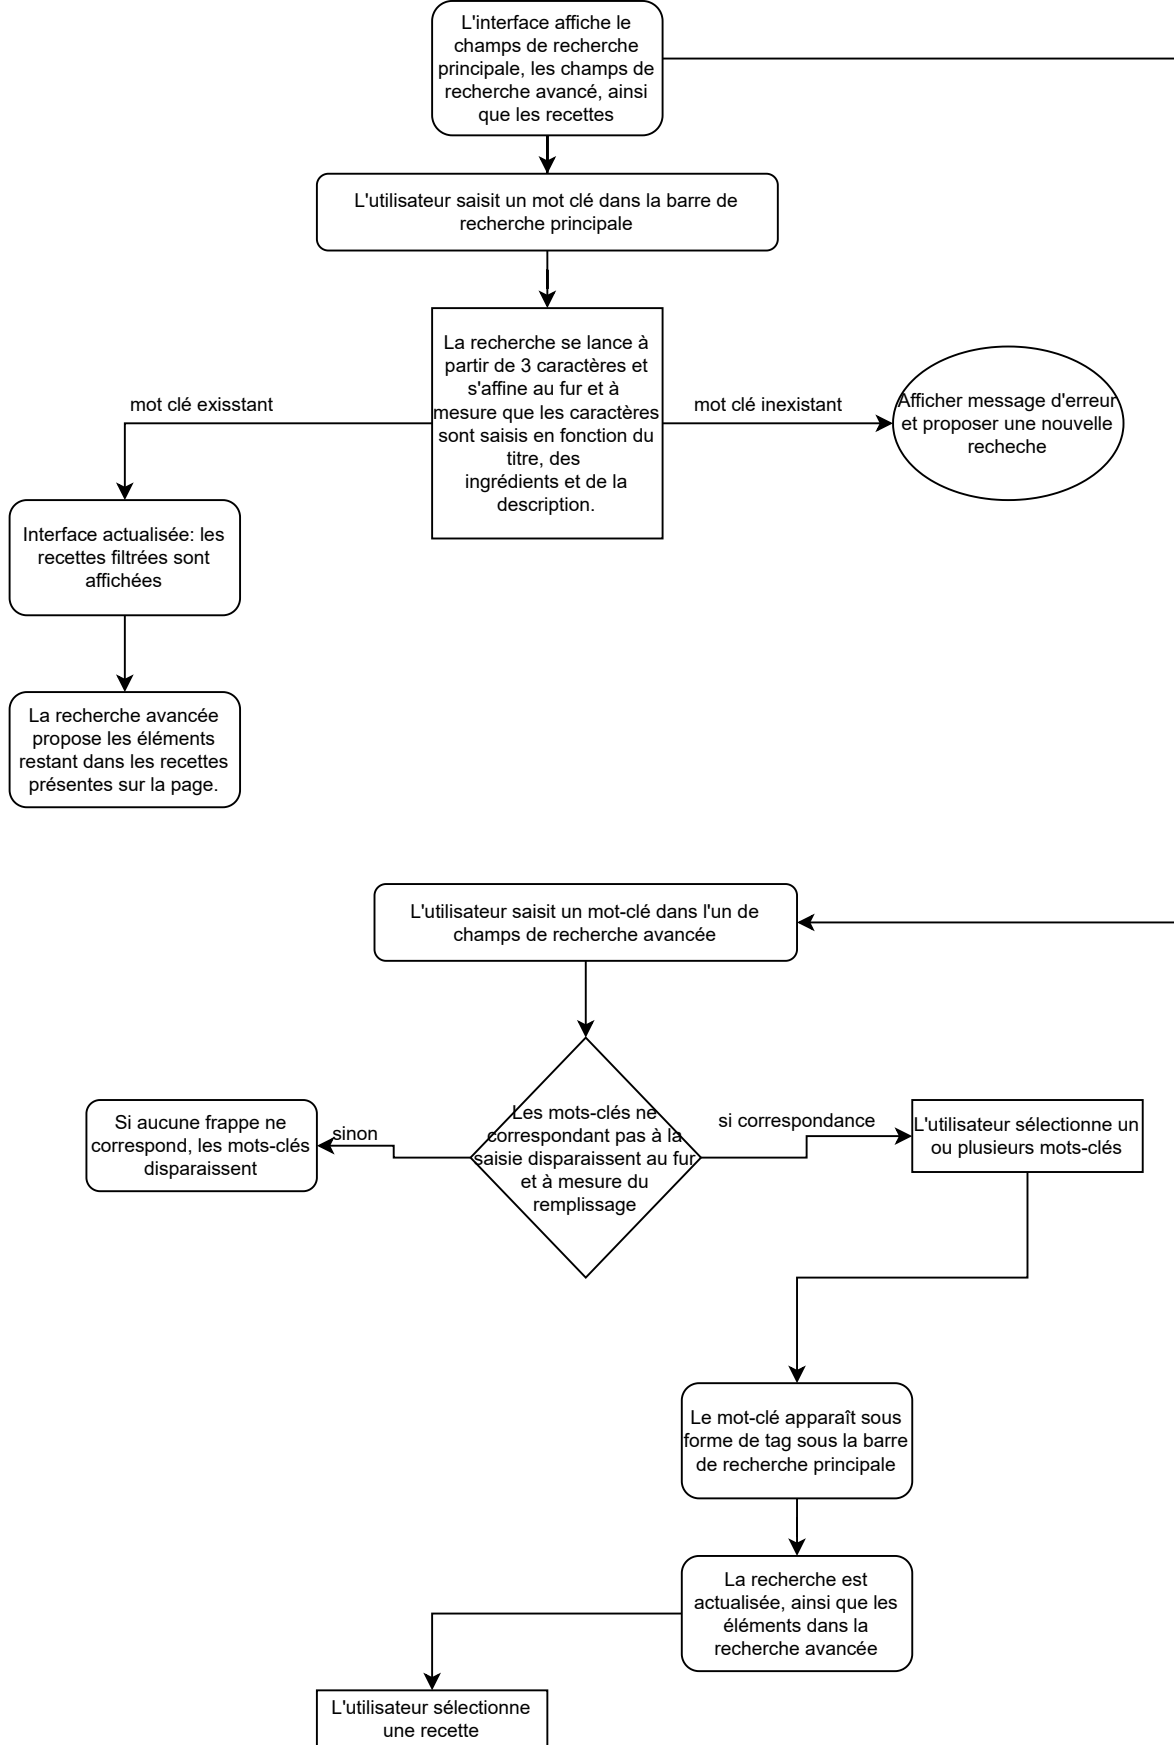 L'interface affiche le
champs de recherche
principale, les champs de
recherche avancé, ainsi
que les recettes
L'utilisateur saisit un mot clé dans la barre de
recherche principale
La recherche se lance à
partir de 3 caractères et
s'affine au fur et à
mesure que les caractères
sont saisis en fonction du
titre, des
ingrédients et de la
description.
mot clé exisstant
mot clé inexistant
Afficher message d'erreur
et proposer une nouvelle
recheche
Interface actualisée: les
recettes filtrées sont
affichées
La recherche avancée
propose les éléments
restant dans les recettes
présentes sur la page.
L'utilisateur saisit un mot-clé dans l'un de
champs de recherche avancée
Les mots-clés ne
correspondant pas à la
saisie disparaissent au fur
et à mesure du
remplissage
sinon
si correspondance
Si aucune frappe ne
correspond, les mots-clés
disparaissent
L'utilisateur sélectionne un
ou plusieurs mots-clés
Le mot-clé apparaît sous
forme de tag sous la barre
de recherche principale
La recherche est
actualisée, ainsi que les
éléments dans la
recherche avancée
L'utilisateur sélectionne
une recette